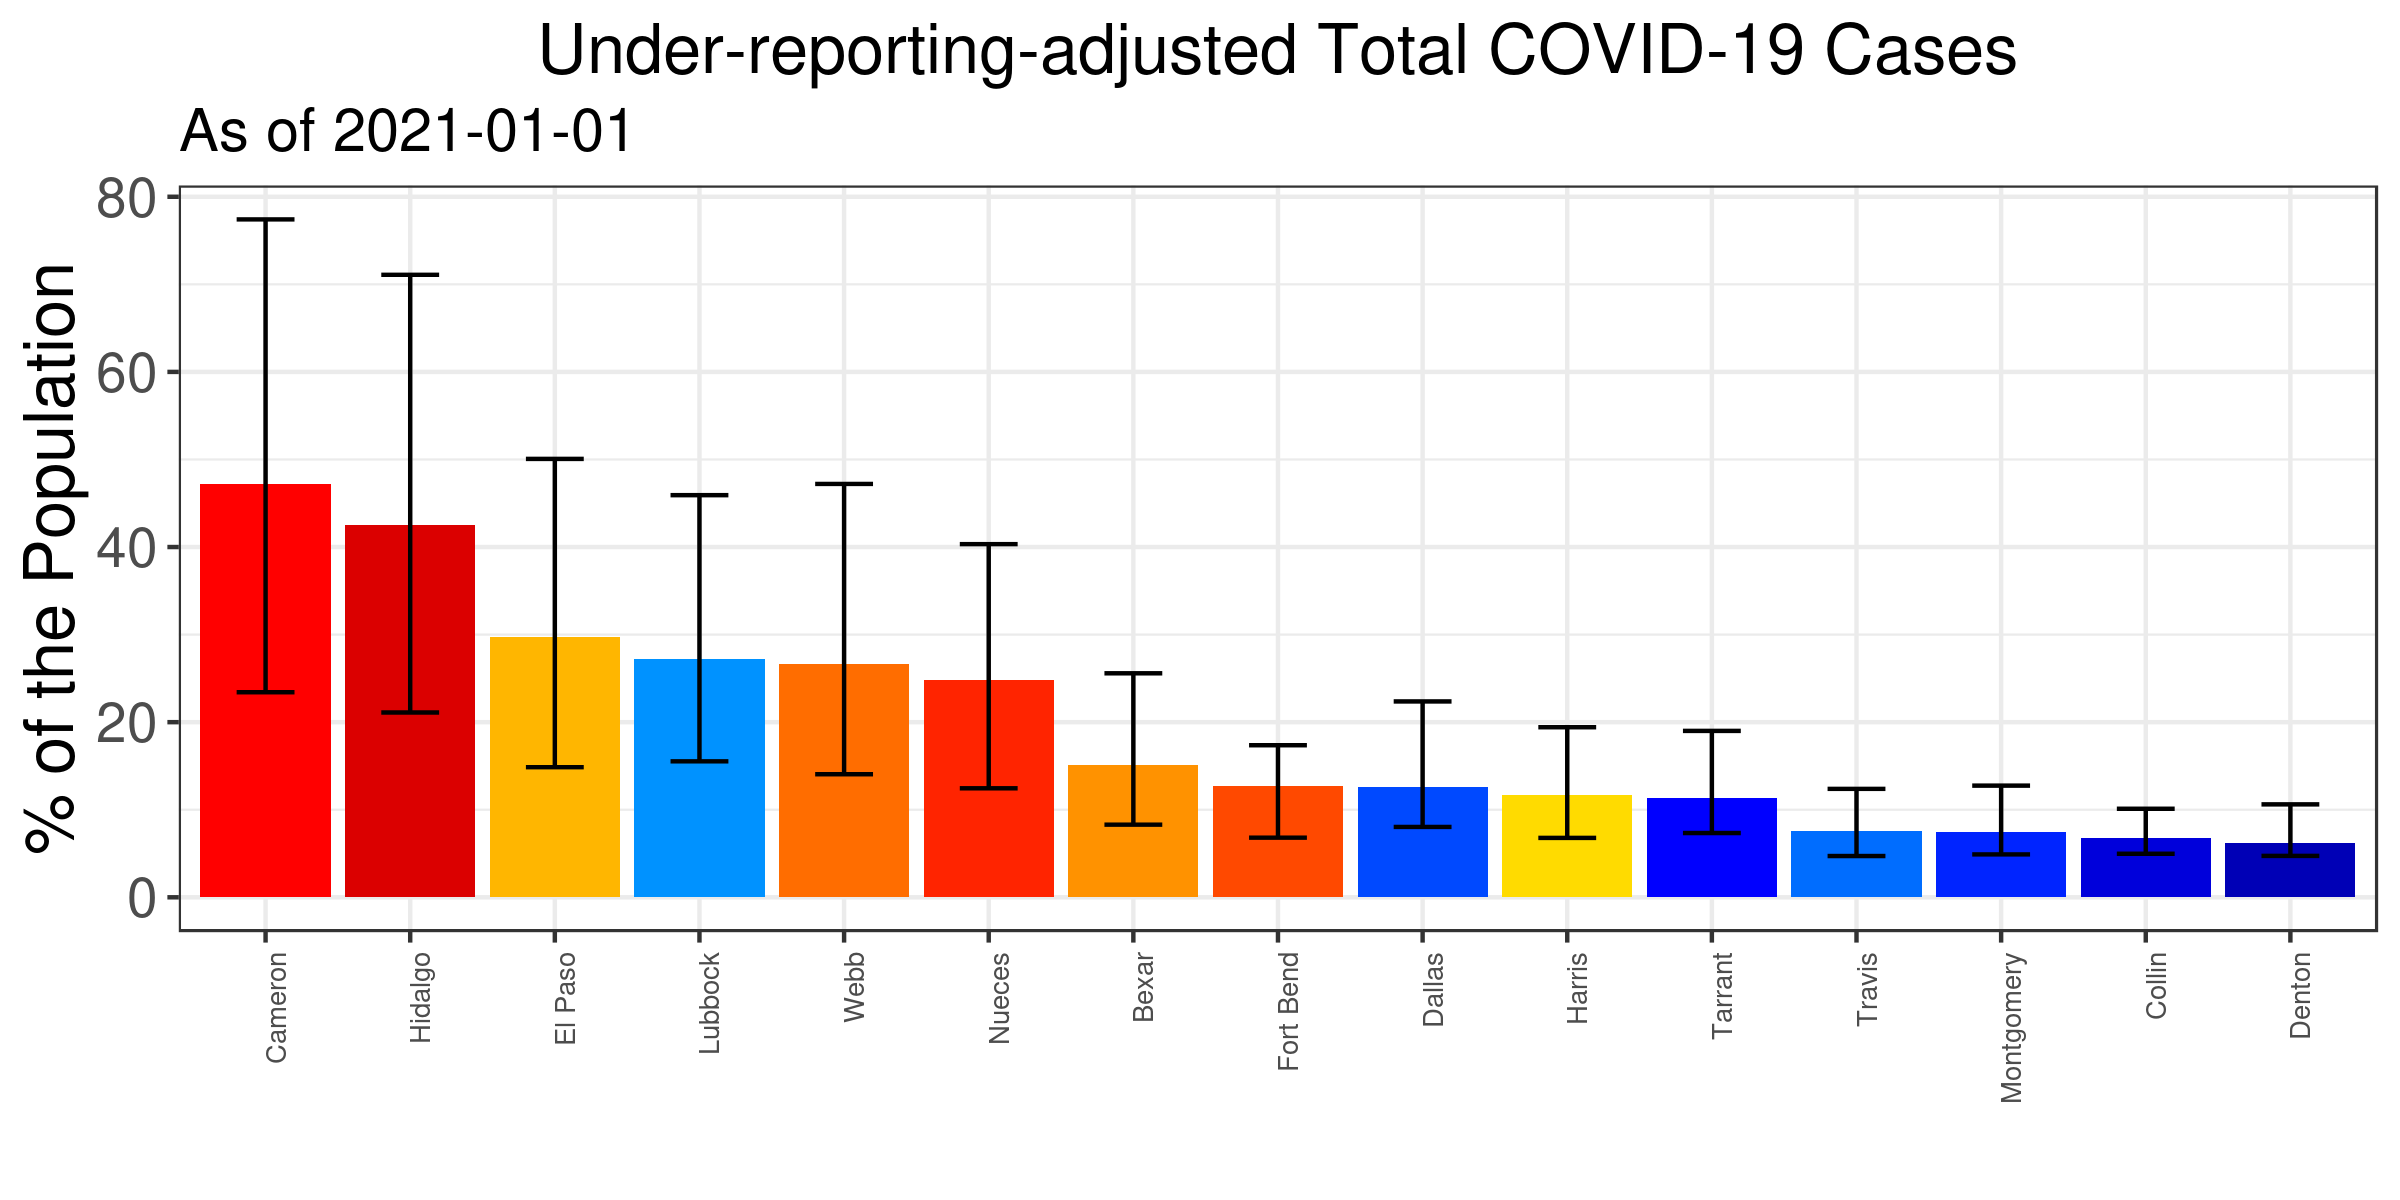 Under-reporting-adjusted Total COVID-19 Cases
As of 2021-01-01
% of the Population
80
60
40
20
0
Cameron
Hidalgo
El Paso
Lubbock
Webb
Nueces
Bexar
Fort Bend
Dallas
Harris
Tarrant
Travis
Montgomery
Collin
Denton